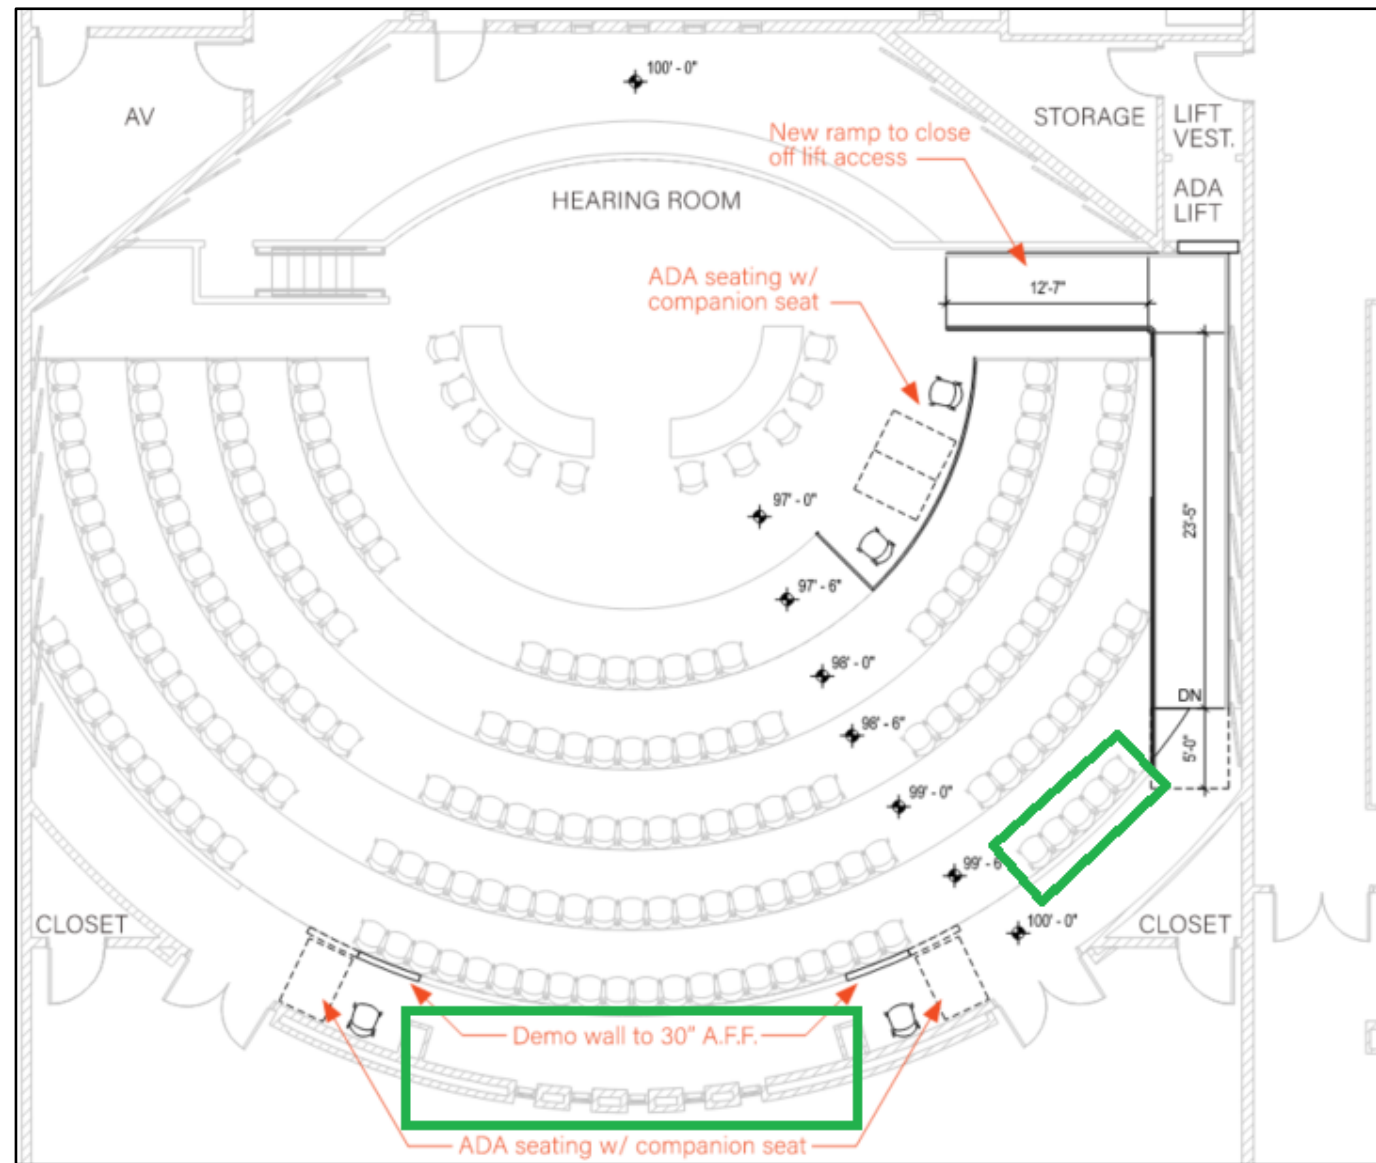 100' - 0"
AV
STORAGE
LIFT
VEST.
New ramp to close
off lift access
ADA
LIFT
HEARING ROOM
ADA seating w/
companion seat
12'-7"
97' - 0"
23'-5"
97' - 6"
98' - 0"
DN
98' - 6"
5'-0"
99' - 0"
99' - 6
CLOSET
100' - 0"
CLOSET
Demo wall to 30" A.F.F.
ADA seating w/ companion seat